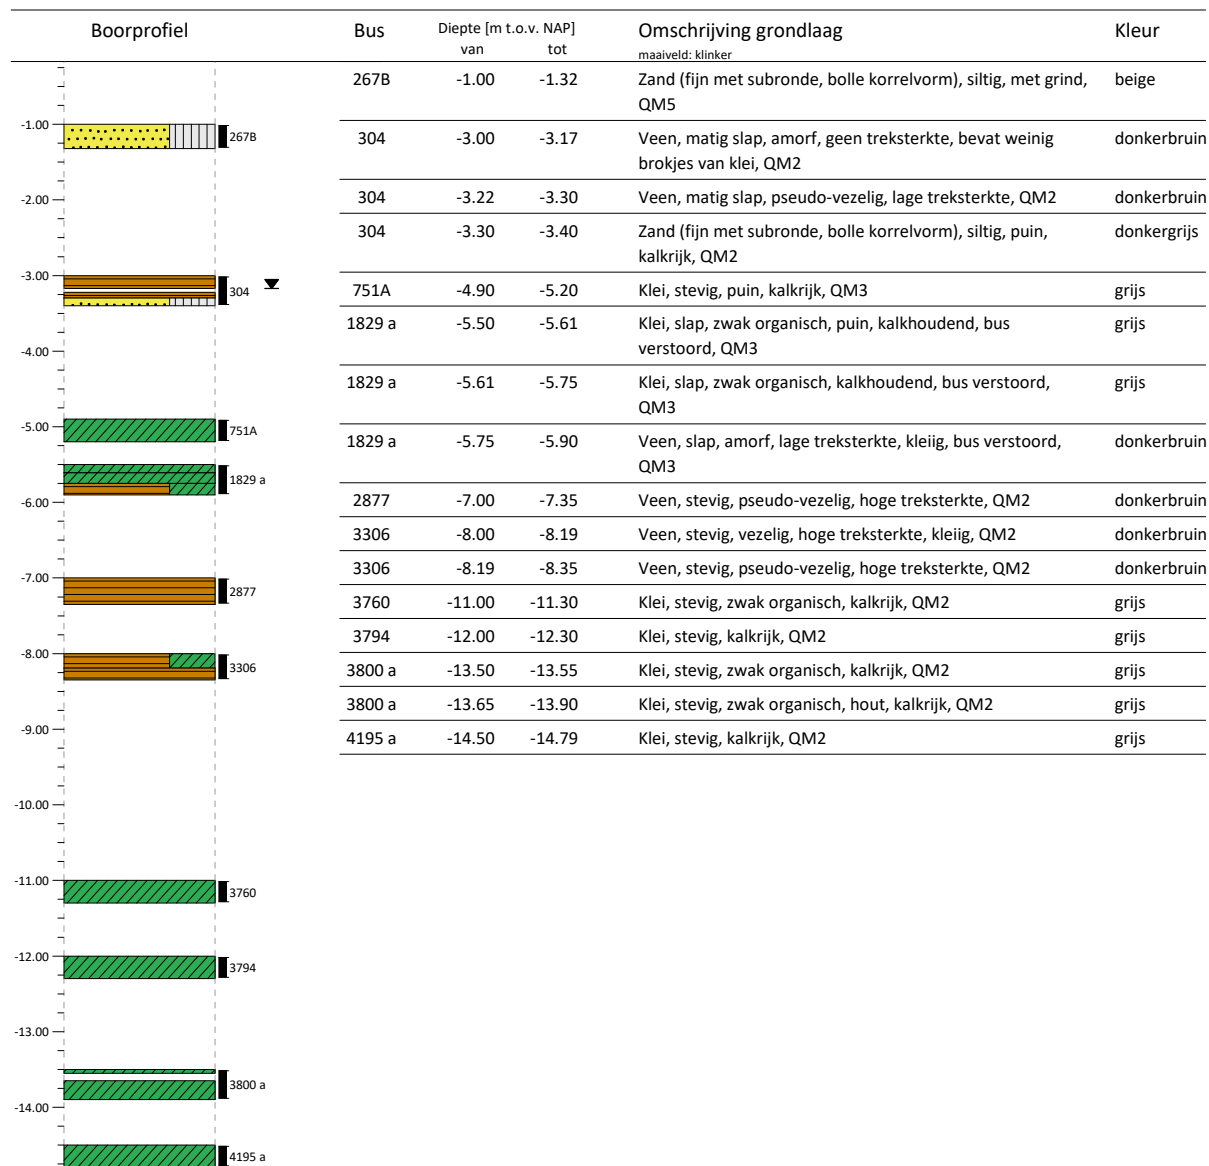 Boorprofiel Bus Diepte [m t.o.v. NAP] Omschrijving grondlaag Kleur
van tot maaiveld: klinker
267B -1.00 -1.32 Zand (fijn met subronde, bolle korrelvorm), siltig, met grind, beige
QM5
304 -3.00 -3.17 Veen, matig slap, amorf, geen treksterkte, bevat weinig donkerbruin
brokjes van klei, QM2
304 -3.22 -3.30 Veen, matig slap, pseudo-vezelig, lage treksterkte, QM2 donkerbruin
304 -3.30 -3.40 Zand (fijn met subronde, bolle korrelvorm), siltig, puin, donkergrijs
kalkrijk, QM2
751A -4.90 -5.20 Klei, stevig, puin, kalkrijk, QM3 grijs
1829 a -5.50 -5.61 Klei, slap, zwak organisch, puin, kalkhoudend, bus grijs
verstoord, QM3
1829 a -5.61 -5.75 Klei, slap, zwak organisch, kalkhoudend, bus verstoord, grijs
QM3
1829 a -5.75 -5.90 Veen, slap, amorf, lage treksterkte, kleiig, bus verstoord, donkerbruin
QM3
2877 -7.00 -7.35 Veen, stevig, pseudo-vezelig, hoge treksterkte, QM2 donkerbruin
3306 -8.00 -8.19 Veen, stevig, vezelig, hoge treksterkte, kleiig, QM2 donkerbruin
3306 -8.19 -8.35 Veen, stevig, pseudo-vezelig, hoge treksterkte, QM2 donkerbruin
3760 -11.00 -11.30 Klei, stevig, zwak organisch, kalkrijk, QM2 grijs
3794 -12.00 -12.30 Klei, stevig, kalkrijk, QM2 grijs
3800 a -13.50 -13.55 Klei, stevig, zwak organisch, kalkrijk, QM2 grijs
3800 a -13.65 -13.90 Klei, stevig, zwak organisch, hout, kalkrijk, QM2 grijs
4195 a -14.50 -14.79 Klei, stevig, kalkrijk, QM2 grijs
-1.00
267B
-2.00
-3.00
304
-4.00
-5.00
751A
1829 a
-6.00
-7.00
2877
-8.00
3306
-9.00
-10.00
-11.00
3760
-12.00
3794
-13.00
3800 a
-14.00
4195 a